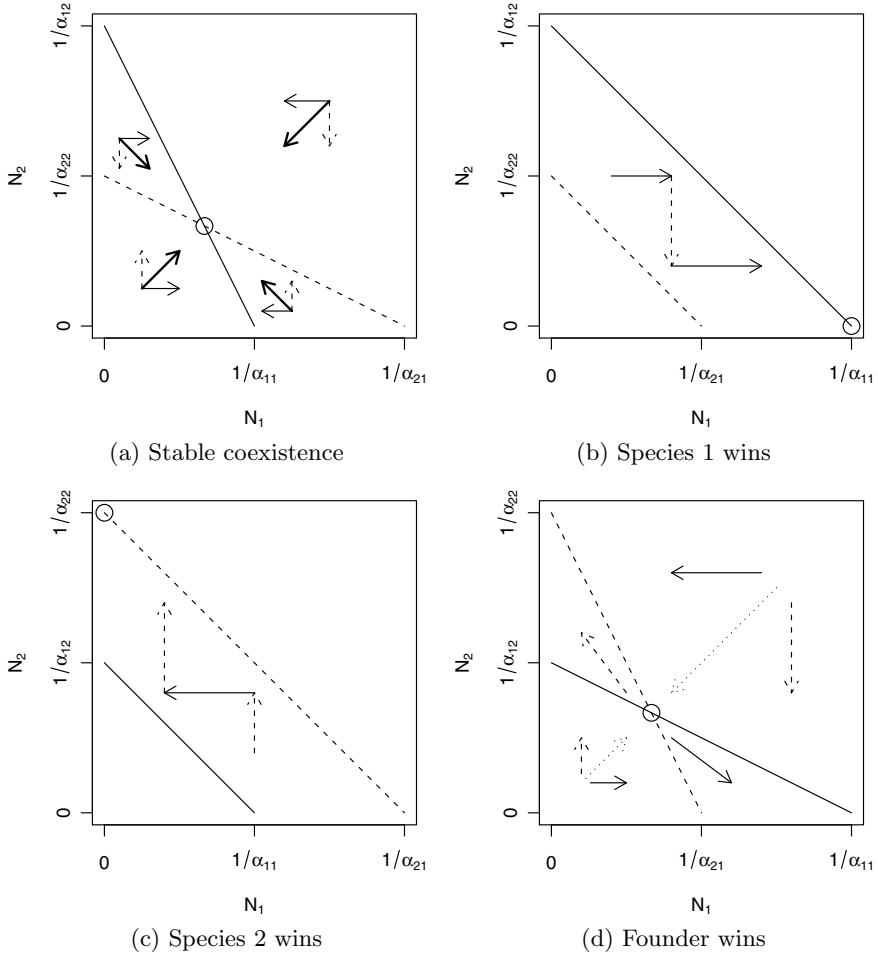 1/α₁₂
1/α₂₂
0
N₂
0
1/α₁₁
1/α₂₁
N₁
(a) Stable coexistence
1/α₁₂
1/α₂₂
0
N₂
0
1/α₂₁
1/α₁₁
N₁
(b) Species 1 wins
1/α₂₂
1/α₁₂
0
N₂
0
1/α₁₁
1/α₂₁
N₁
(c) Species 2 wins
1/α₂₂
1/α₁₂
0
N₂
0
1/α₂₁
1/α₁₁
N₁
(d) Founder wins